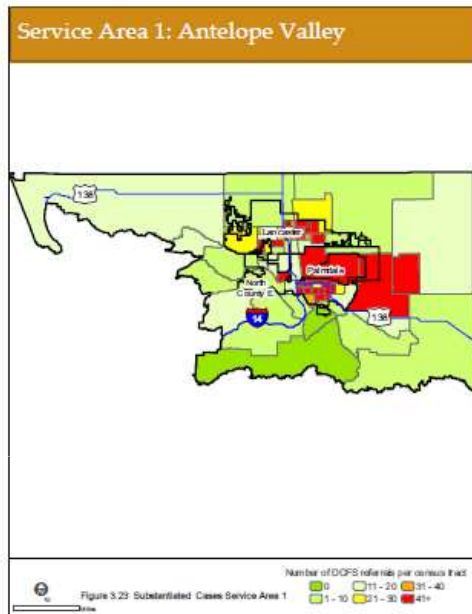 Service Area 1: Antelope Valley
138
Lancaster
Palmdale
North
County E.
14
138
Number of DCFS referrals per census tract
0
11 - 20
31 - 40
1 - 10
21 - 30
41+
Figure 3.23 Substantiated Cases Service Area 1